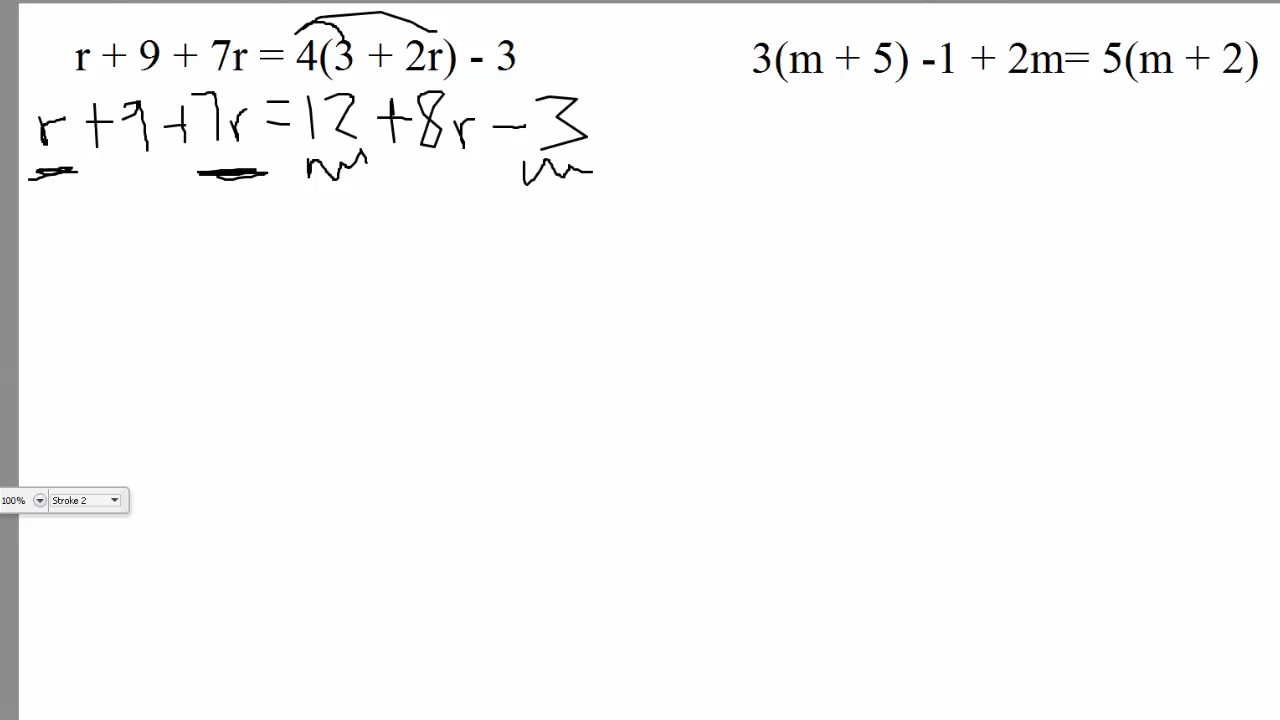 r + 9 + 7r = 4(3 + 2r) - 3
r + 9 + 7r = 12 + 8r - 3
3(m + 5) -1 + 2m= 5(m + 2)
100% Stroke 2